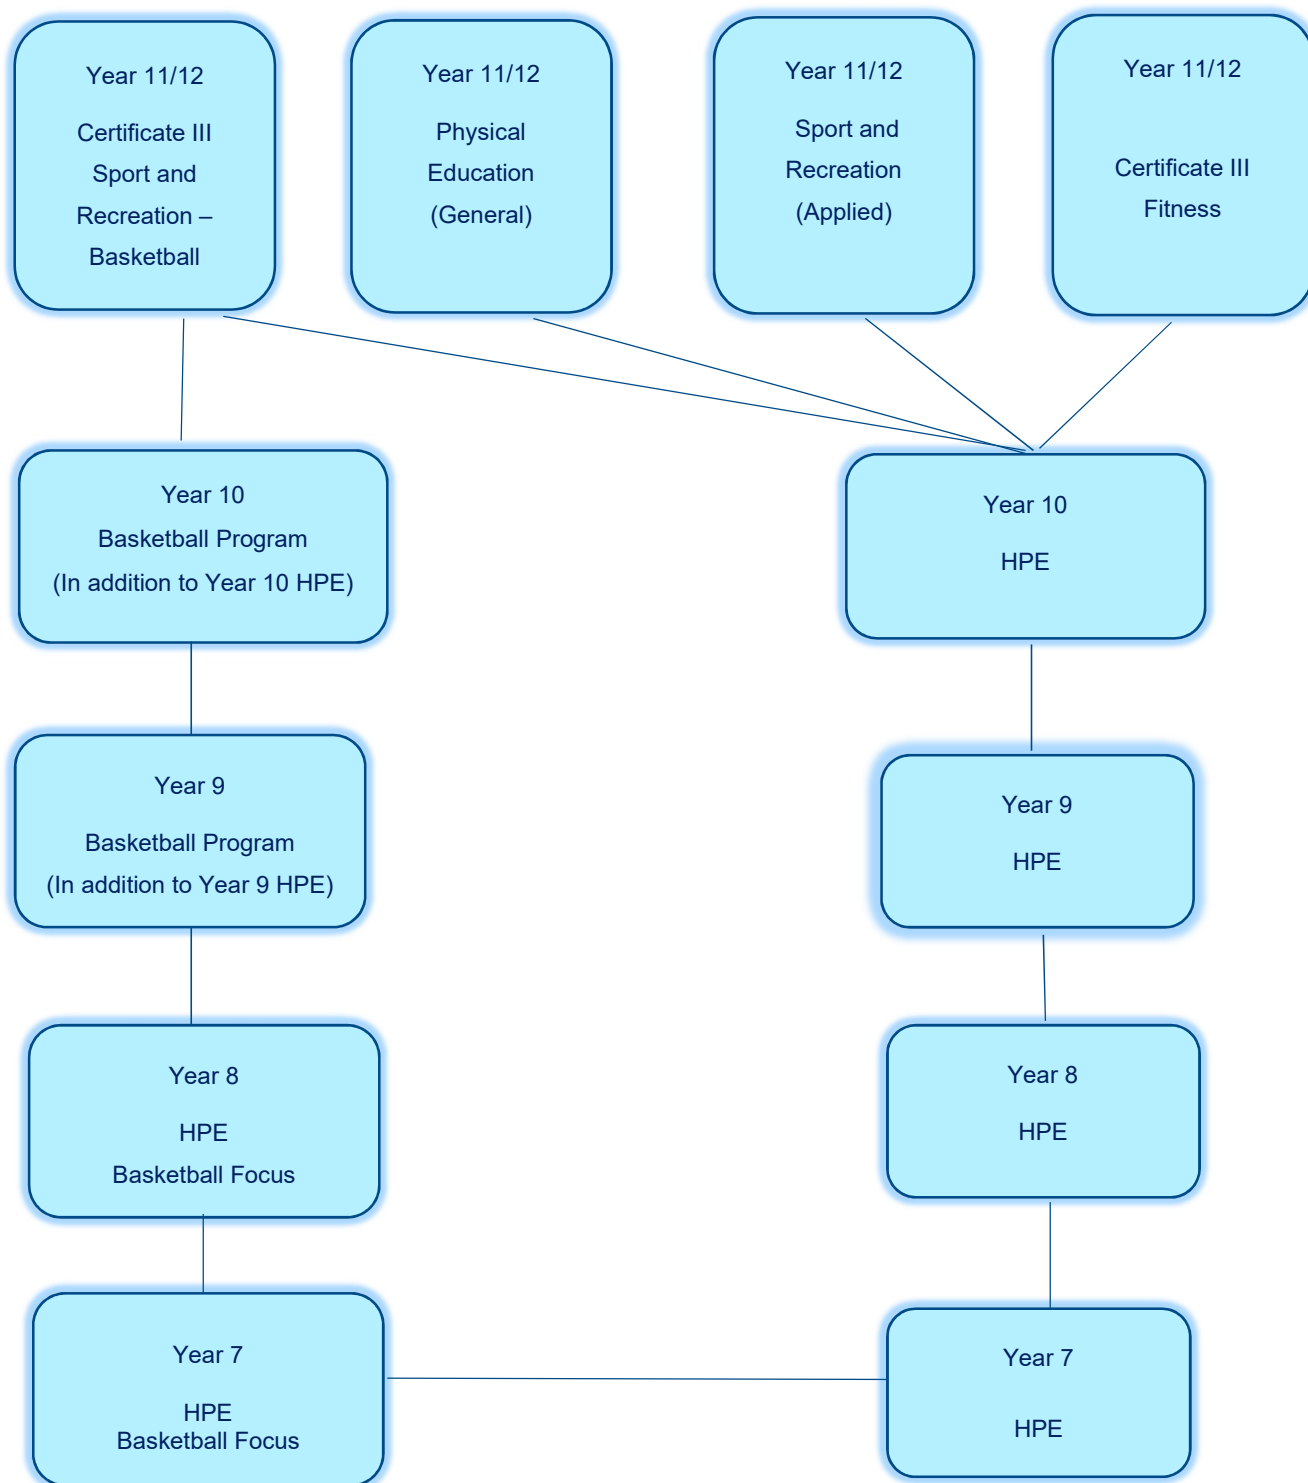 Year 11/12
Certificate III
Sport and
Recreation –
Basketball
Year 11/12
Physical
Education
(General)
Year 11/12
Sport and
Recreation
(Applied)
Year 11/12
Certificate III
Fitness
Year 10
Basketball Program
(In addition to Year 10 HPE)
Year 10
HPE
Year 9
Basketball Program
(In addition to Year 9 HPE)
Year 9
HPE
Year 8
HPE
Basketball Focus
Year 8
HPE
Year 7
HPE
Basketball Focus
Year 7
HPE